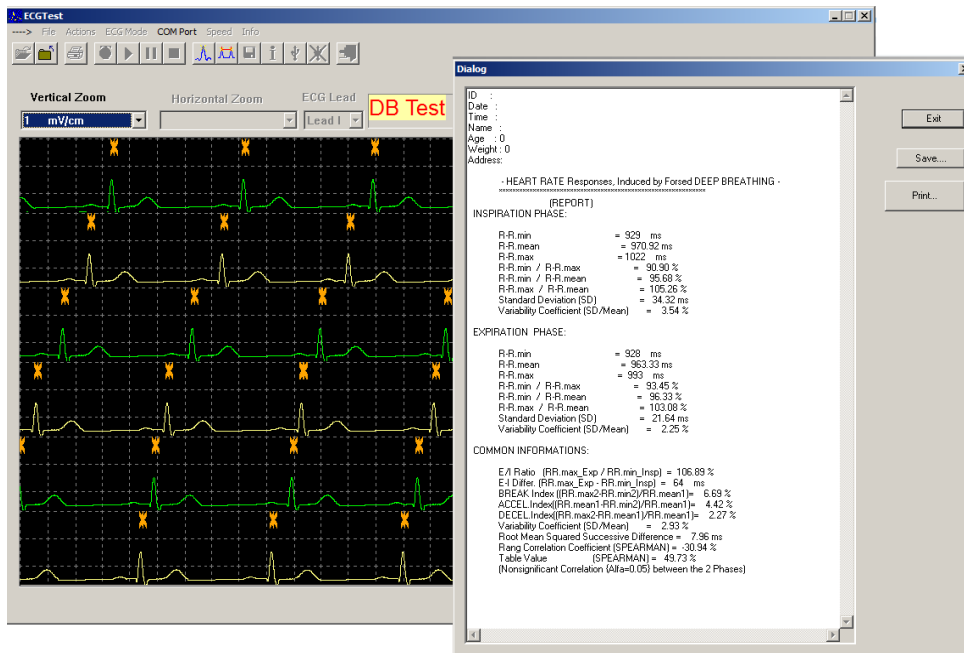 ECGTest
----> File Actions ECG Mode COM Port Speed Info
Vertical Zoom
Horizontal Zoom
ECG Lead
1 mV/cm
Lead I
DB Test
Dialog
ID :
Date :
Time :
Name :
Age : 0
Weight : 0
Address:
- HEART RATE Responses, Induced by Forsed DEEP BREATHING -
(REPORT)
INSPIRATION PHASE:
R-R.min = 929 ms
R-R.mean = 970.92 ms
R-R.max = 1022 ms
R-R.min / R-R.max = 90.90 %
R-R.min / R-R.mean = 95.68 %
R-R.max / R-R.mean = 105.26 %
Standard Deviation (SD) = 34.32 ms
Variability Coefficient (SD/Mean) = 3.54 %
EXPIRATION PHASE:
R-R.min = 928 ms
R-R.mean = 963.33 ms
R-R.max = 993 ms
R-R.min / R-R.max = 93.45 %
R-R.min / R-R.mean = 96.33 %
R-R.max / R-R.mean = 103.08 %
Standard Deviation (SD) = 21.64 ms
Variability Coefficient (SD/Mean) = 2.25 %
COMMON INFORMATIONS:
E/I Ratio (RR.max_Exp / RR.min_Insp) = 106.89 %
E-I Differ. (RR.max_Exp - RR.min_Insp) = 64 ms
BREAK Index ((RR.max2-RR.min2)/RR.mean1)= 6.69 %
ACCEL.Index((RR.mean1-RR.min2)/RR.mean1)= 4.42 %
DECEL.Index((RR.max2-RR.mean1)/RR.mean1)= 2.27 %
Variability Coefficient (SD/Mean) = 2.93 %
Root Mean Squared Successive Difference = 7.96 ms
Rang Correlation Coefficient (SPEARMAN) = -30.94 %
Table Value (SPEARMAN) = 49.73 %
(Nonsignificant Correlation {Alfa=0.05} between the 2 Phases)
Exit
Save....
Print...